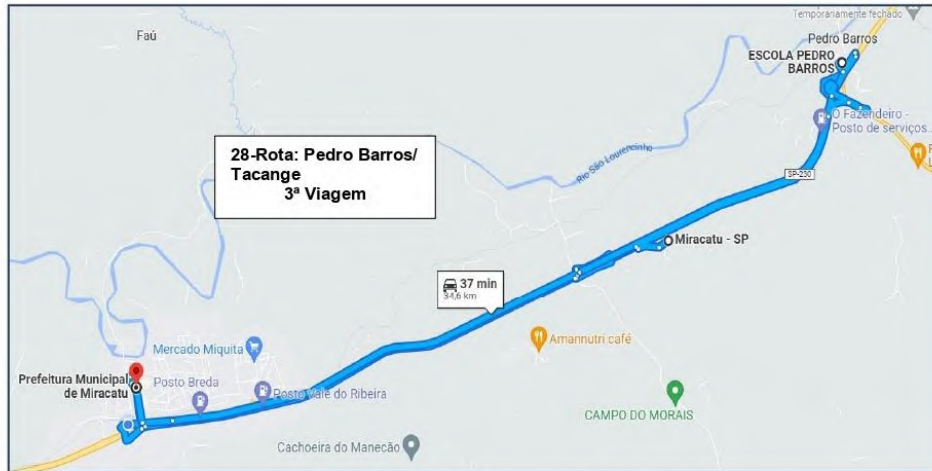 Temporanamente fechado
Faú
Pedro Barros
ESCOLA PEDRO
BARROS
O Fazendeiro -
Posto de serviços...
28-Rota: Pedro Barros/
Tacange
3ª Viagem
Rio São Lourencinho
SP-230
Miracatu - SP
37 min
34,6 km
Mercado Miquita
Amannutri café
Prefeitura Municipal
de Miracatu
Posto Breda
Posto Vale do Ribeira
CAMPO DO MORAIS
Cachoeira do Manecão